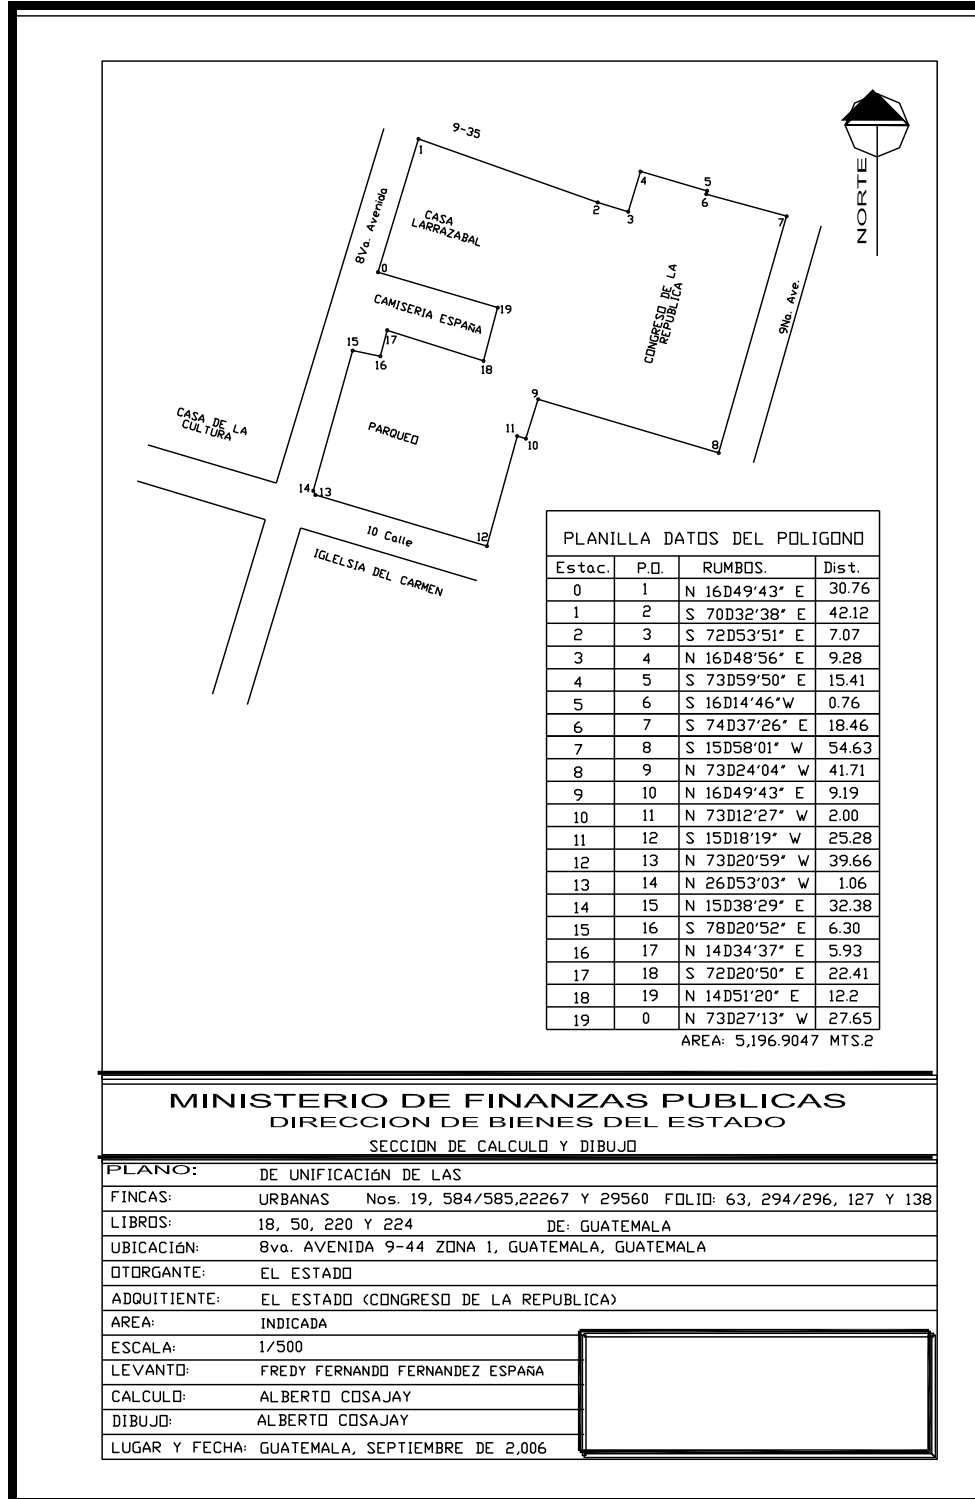 9-35
1
4
5
6
2
3
7
8Va. Avenida
CASA
LARRAZABAL
NORTE
0
19
CAMISERIA ESPAÑA
CONGRESO DE LA
REPUBLICA
9Na. Ave.
15
17
16
18
9
CASA DE LA
CULTURA
PARQUEO
11
10
8
14
13
10 Calle
12
IGLELSIA DEL CARMEN
PLANILLA DATOS DEL POLIGONO
Estac. P.O. RUMBOS. Dist.
0 1 N 16D49'43" E 30.76
1 2 S 70D32'38" E 42.12
2 3 S 72D53'51" E 7.07
3 4 N 16D48'56" E 9.28
4 5 S 73D59'50" E 15.41
5 6 S 16D14'46"W 0.76
6 7 S 74D37'26" E 18.46
7 8 S 15D58'01" W 54.63
8 9 N 73D24'04" W 41.71
9 10 N 16D49'43" E 9.19
10 11 N 73D12'27" W 2.00
11 12 S 15D18'19" W 25.28
12 13 N 73D20'59" W 39.66
13 14 N 26D53'03" W 1.06
14 15 N 15D38'29" E 32.38
15 16 S 78D20'52" E 6.30
16 17 N 14D34'37" E 5.93
17 18 S 72D20'50" E 22.41
18 19 N 14D51'20" E 12.2
19 0 N 73D27'13" W 27.65
AREA: 5,196.9047 MTS.2
MINISTERIO DE FINANZAS PUBLICAS
DIRECCION DE BIENES DEL ESTADO
SECCION DE CALCULO Y DIBUJO
PLANO: DE UNIFICACIóN DE LAS
FINCAS: URBANAS Nos. 19, 584/585,22267 Y 29560 FOLIO: 63, 294/296, 127 Y 138
LIBROS: 18, 50, 220 Y 224 DE: GUATEMALA
UBICACIóN: 8va. AVENIDA 9-44 ZONA 1, GUATEMALA, GUATEMALA
OTORGANTE: EL ESTADO
ADQUITIENTE: EL ESTADO (CONGRESO DE LA REPUBLICA)
AREA: INDICADA
ESCALA: 1/500
LEVANTO: FREDY FERNANDO FERNANDEZ ESPAñA
CALCULO: ALBERTO COSAJAY
DIBUJO: ALBERTO COSAJAY
LUGAR Y FECHA: GUATEMALA, SEPTIEMBRE DE 2,006